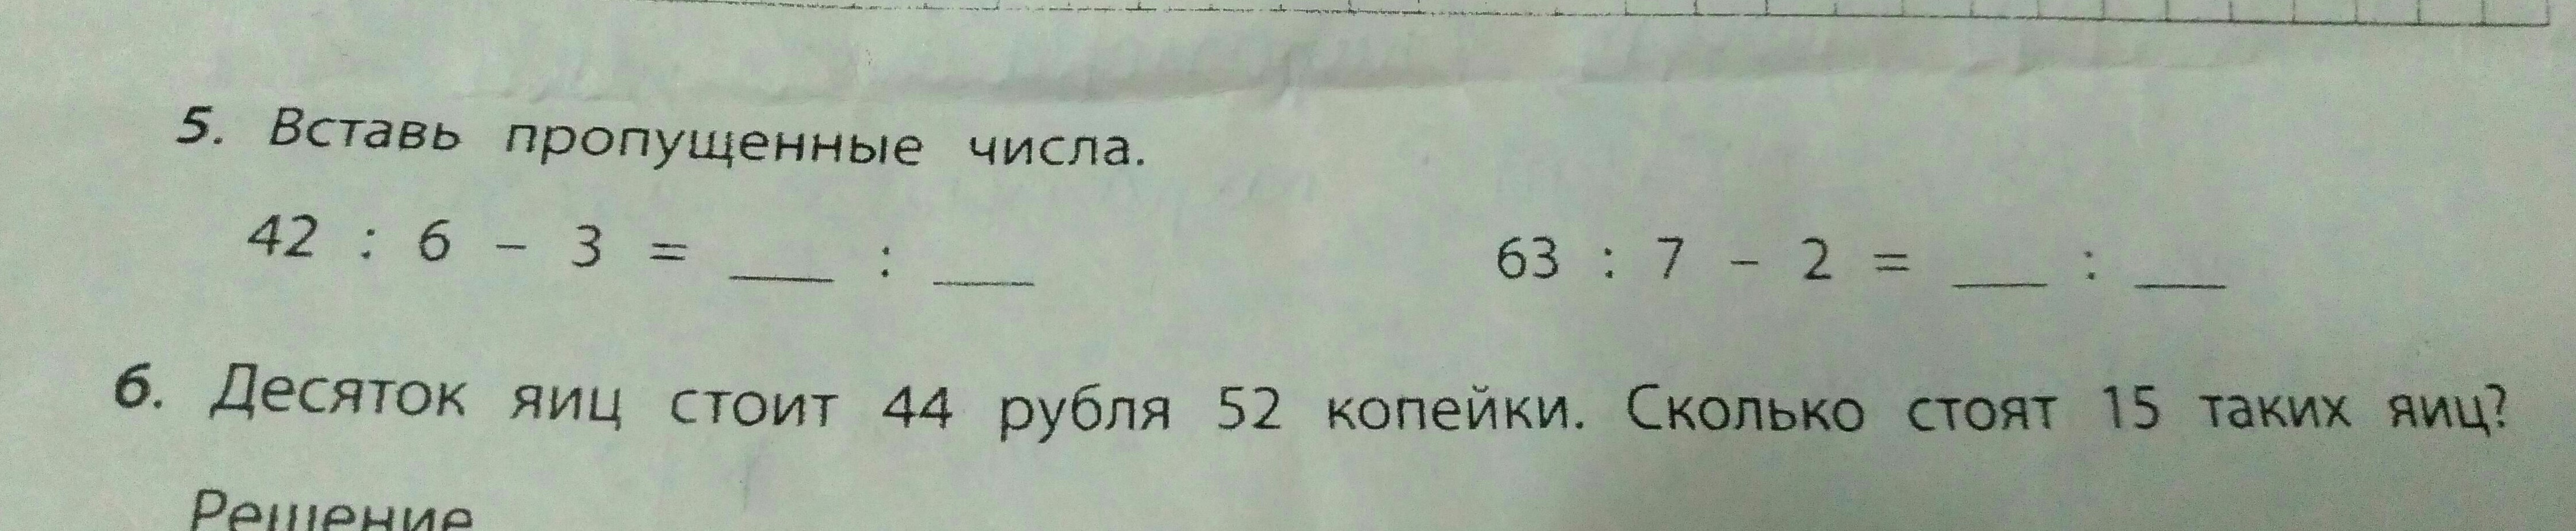 5. Вставь пропущенные числа.
42 : 6 – 3 = ___ : ___ 63 : 7 – 2 = ___ : ___
6. Десяток яиц стоит 44 рубля 52 копейки. Сколько стоят 15 таких яиц?
Решение